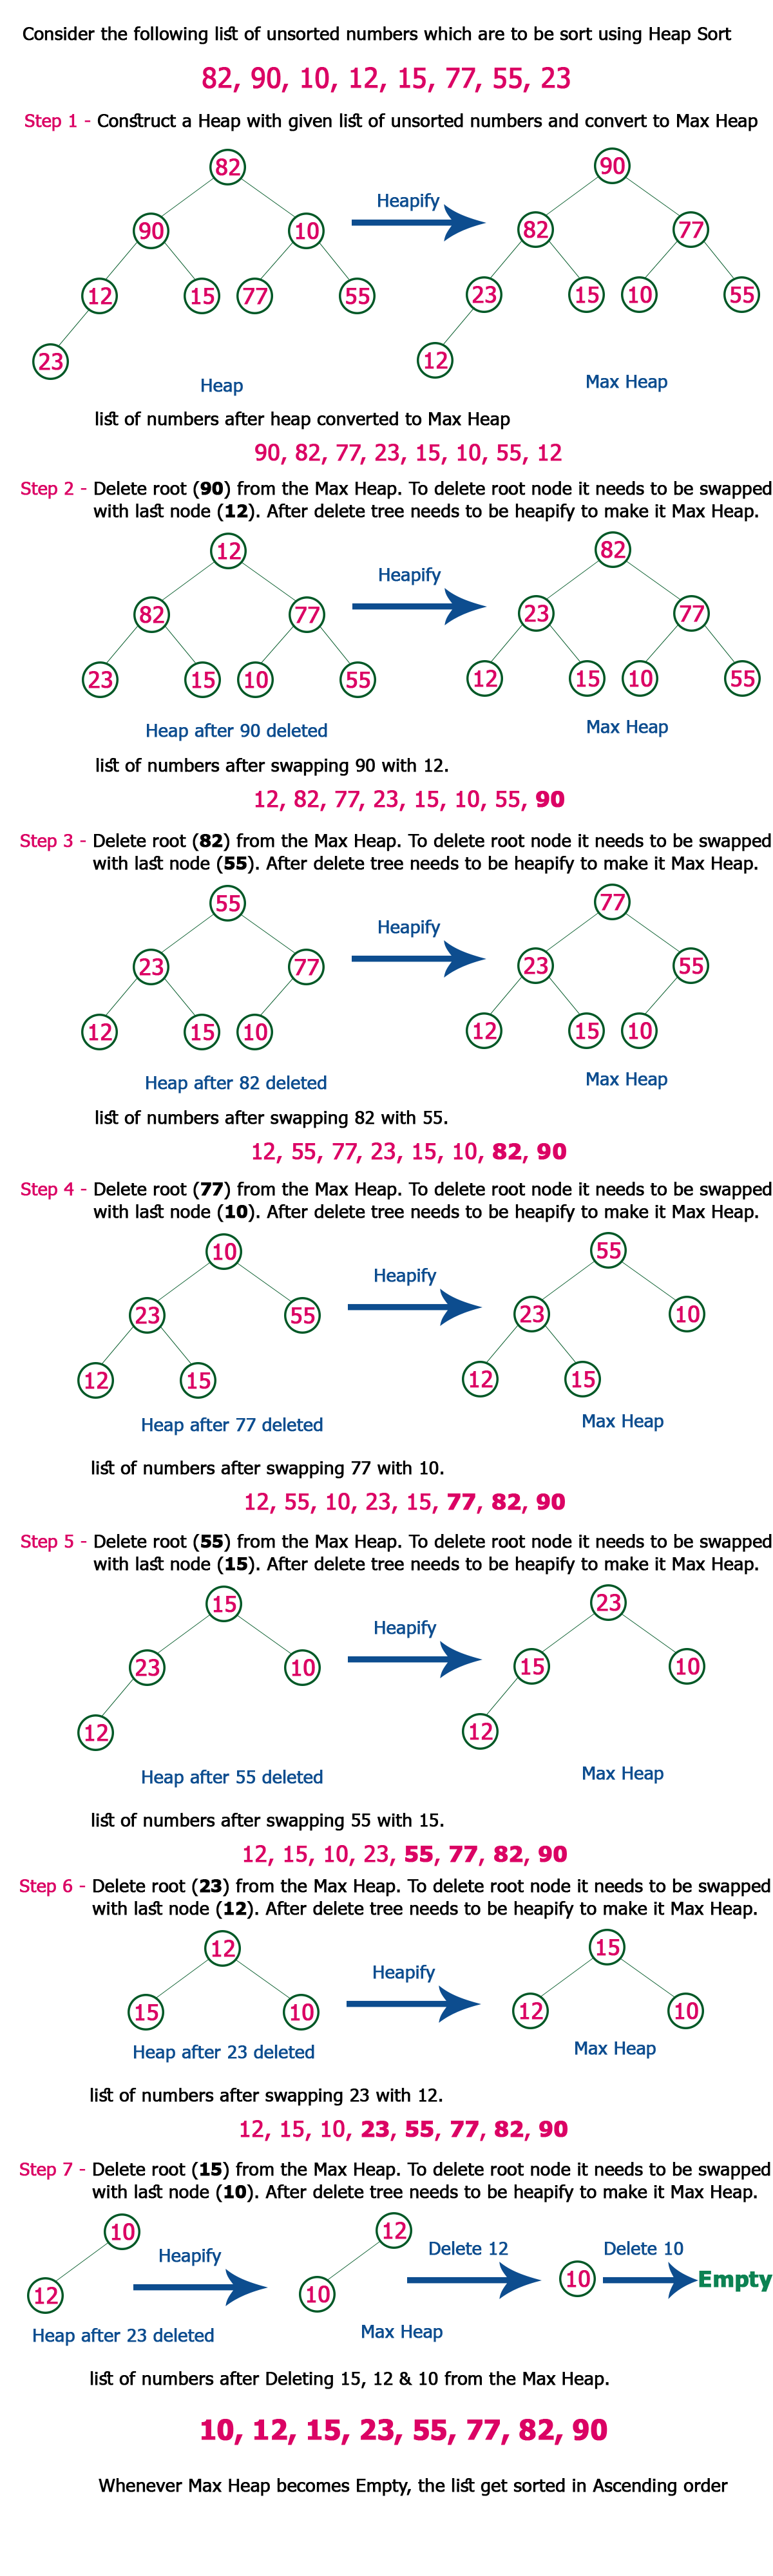 Consider the following list of unsorted numbers which are to be sort using Heap Sort
82, 90, 10, 12, 15, 77, 55, 23
Step 1 - Construct a Heap with given list of unsorted numbers and convert to Max Heap
82
90
Heapify
90
10
82
77
12
15
77
55
23
15
10
55
23
12
Heap
Max Heap
list of numbers after heap converted to Max Heap
90, 82, 77, 23, 15, 10, 55, 12
Step 2 - Delete root (90) from the Max Heap. To delete root node it needs to be swapped
with last node (12). After delete tree needs to be heapify to make it Max Heap.
12
82
Heapify
82
77
23
77
23
15
10
55
12
15
10
55
Heap after 90 deleted
Max Heap
list of numbers after swapping 90 with 12.
12, 82, 77, 23, 15, 10, 55, 90
Step 3 - Delete root (82) from the Max Heap. To delete root node it needs to be swapped
with last node (55). After delete tree needs to be heapify to make it Max Heap.
55
77
Heapify
23
77
23
55
12
15
10
12
15
10
Heap after 82 deleted
Max Heap
list of numbers after swapping 82 with 55.
12, 55, 77, 23, 15, 10, 82, 90
Step 4 - Delete root (77) from the Max Heap. To delete root node it needs to be swapped
with last node (10). After delete tree needs to be heapify to make it Max Heap.
10
55
Heapify
23
55
23
10
12
15
12
15
Heap after 77 deleted
Max Heap
list of numbers after swapping 77 with 10.
12, 55, 10, 23, 15, 77, 82, 90
Step 5 - Delete root (55) from the Max Heap. To delete root node it needs to be swapped
with last node (15). After delete tree needs to be heapify to make it Max Heap.
15
23
Heapify
23
10
15
10
12
12
Heap after 55 deleted
Max Heap
list of numbers after swapping 55 with 15.
12, 15, 10, 23, 55, 77, 82, 90
Step 6 - Delete root (23) from the Max Heap. To delete root node it needs to be swapped
with last node (12). After delete tree needs to be heapify to make it Max Heap.
12
15
Heapify
15
10
12
10
Heap after 23 deleted
Max Heap
list of numbers after swapping 23 with 12.
12, 15, 10, 23, 55, 77, 82, 90
Step 7 - Delete root (15) from the Max Heap. To delete root node it needs to be swapped
with last node (10). After delete tree needs to be heapify to make it Max Heap.
10
12
Heapify
Delete 12
Delete 10
12
10
10
Empty
Heap after 23 deleted
Max Heap
list of numbers after Deleting 15, 12 & 10 from the Max Heap.
10, 12, 15, 23, 55, 77, 82, 90
Whenever Max Heap becomes Empty, the list get sorted in Ascending order